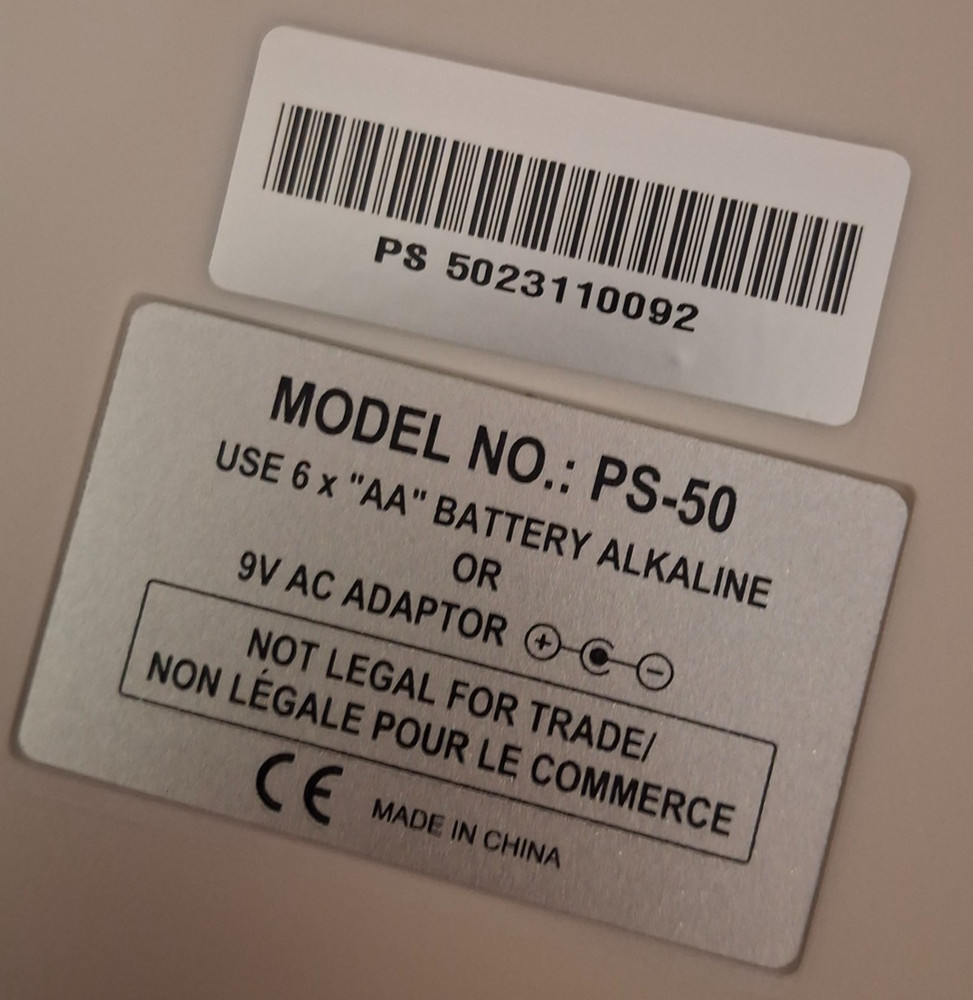 PS 5023110092
MODEL NO.: PS-50
USE 6 x "AA" BATTERY ALKALINE
OR
9V AC ADAPTOR
NOT LEGAL FOR TRADE/
NON LÉGALE POUR LE COMMERCE
CE MADE IN CHINA